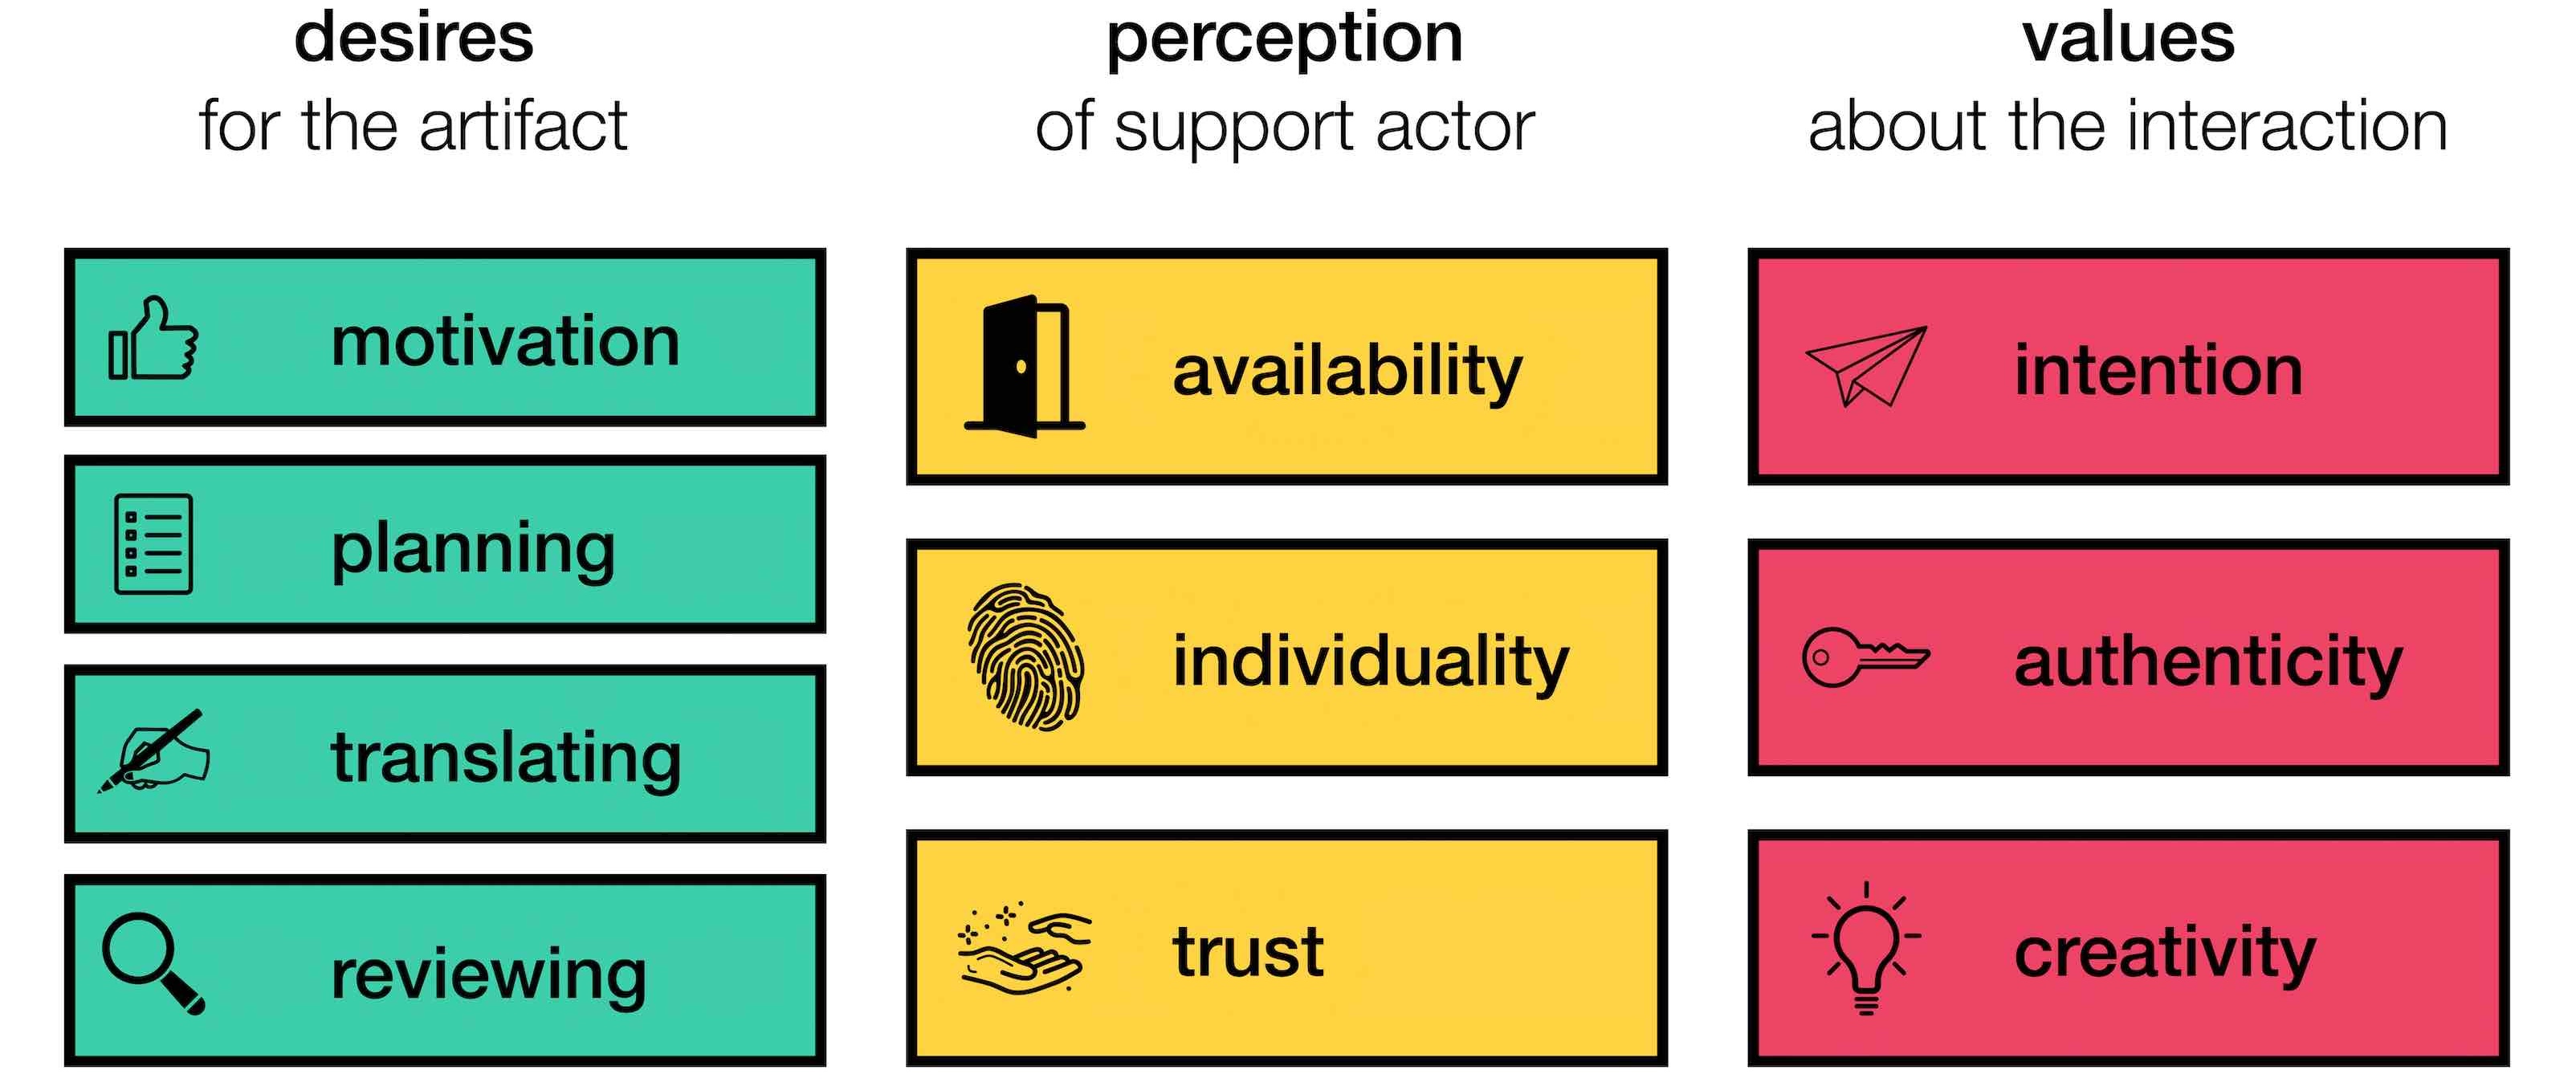 desires
for the artifact
motivation
planning
translating
reviewing
perception
of support actor
availability
individuality
trust
values
about the interaction
intention
authenticity
creativity